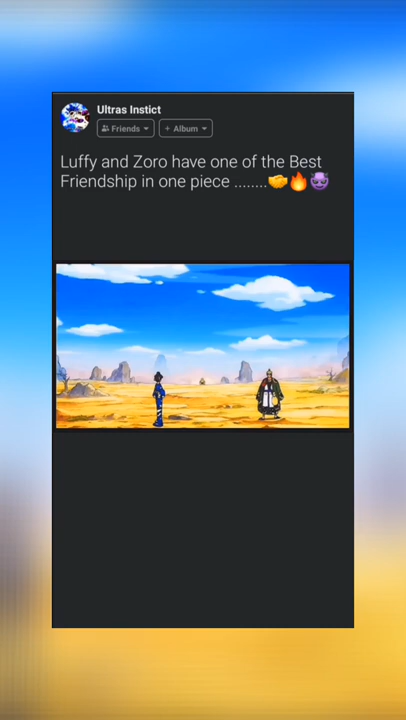 Ultras Instict
Friends
+ Album
Luffy and Zoro have one of the Best
Friendship in one piece ........🤝🔥😈